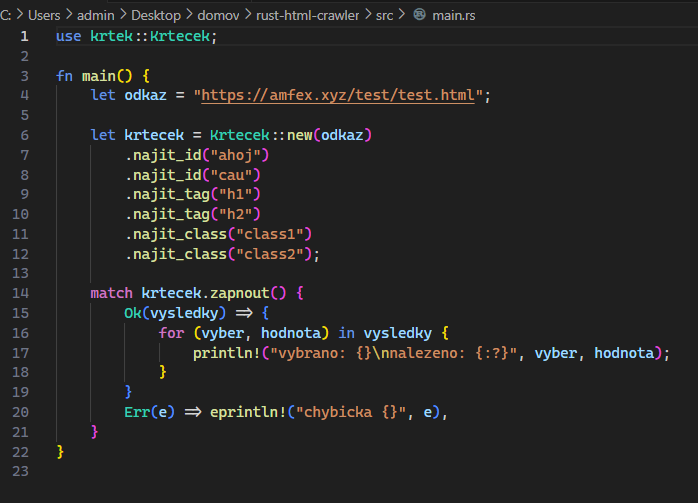 C: > Users > admin > Desktop > domov > rust-html-crawler > src > main.rs
1 use krtek::Krtecek;
2
3 fn main() {
4 let odkaz = "https://amfex.xyz/test/test.html";
5
6 let krtecek = Krtecek::new(odkaz)
7 .najit_id("ahoj")
8 .najit_id("cau")
9 .najit_tag("h1")
10 .najit_tag("h2")
11 .najit_class("class1")
12 .najit_class("class2");
13
14 match krtecek.zapnout() {
15 Ok(vysledky) => {
16 for (vyber, hodnota) in vysledky {
17 println!("vybrano: {}\nnalezeno: {:?}", vyber, hodnota);
18 }
19 }
20 Err(e) => eprintln!("chybicka {}", e),
21 }
22 }
23